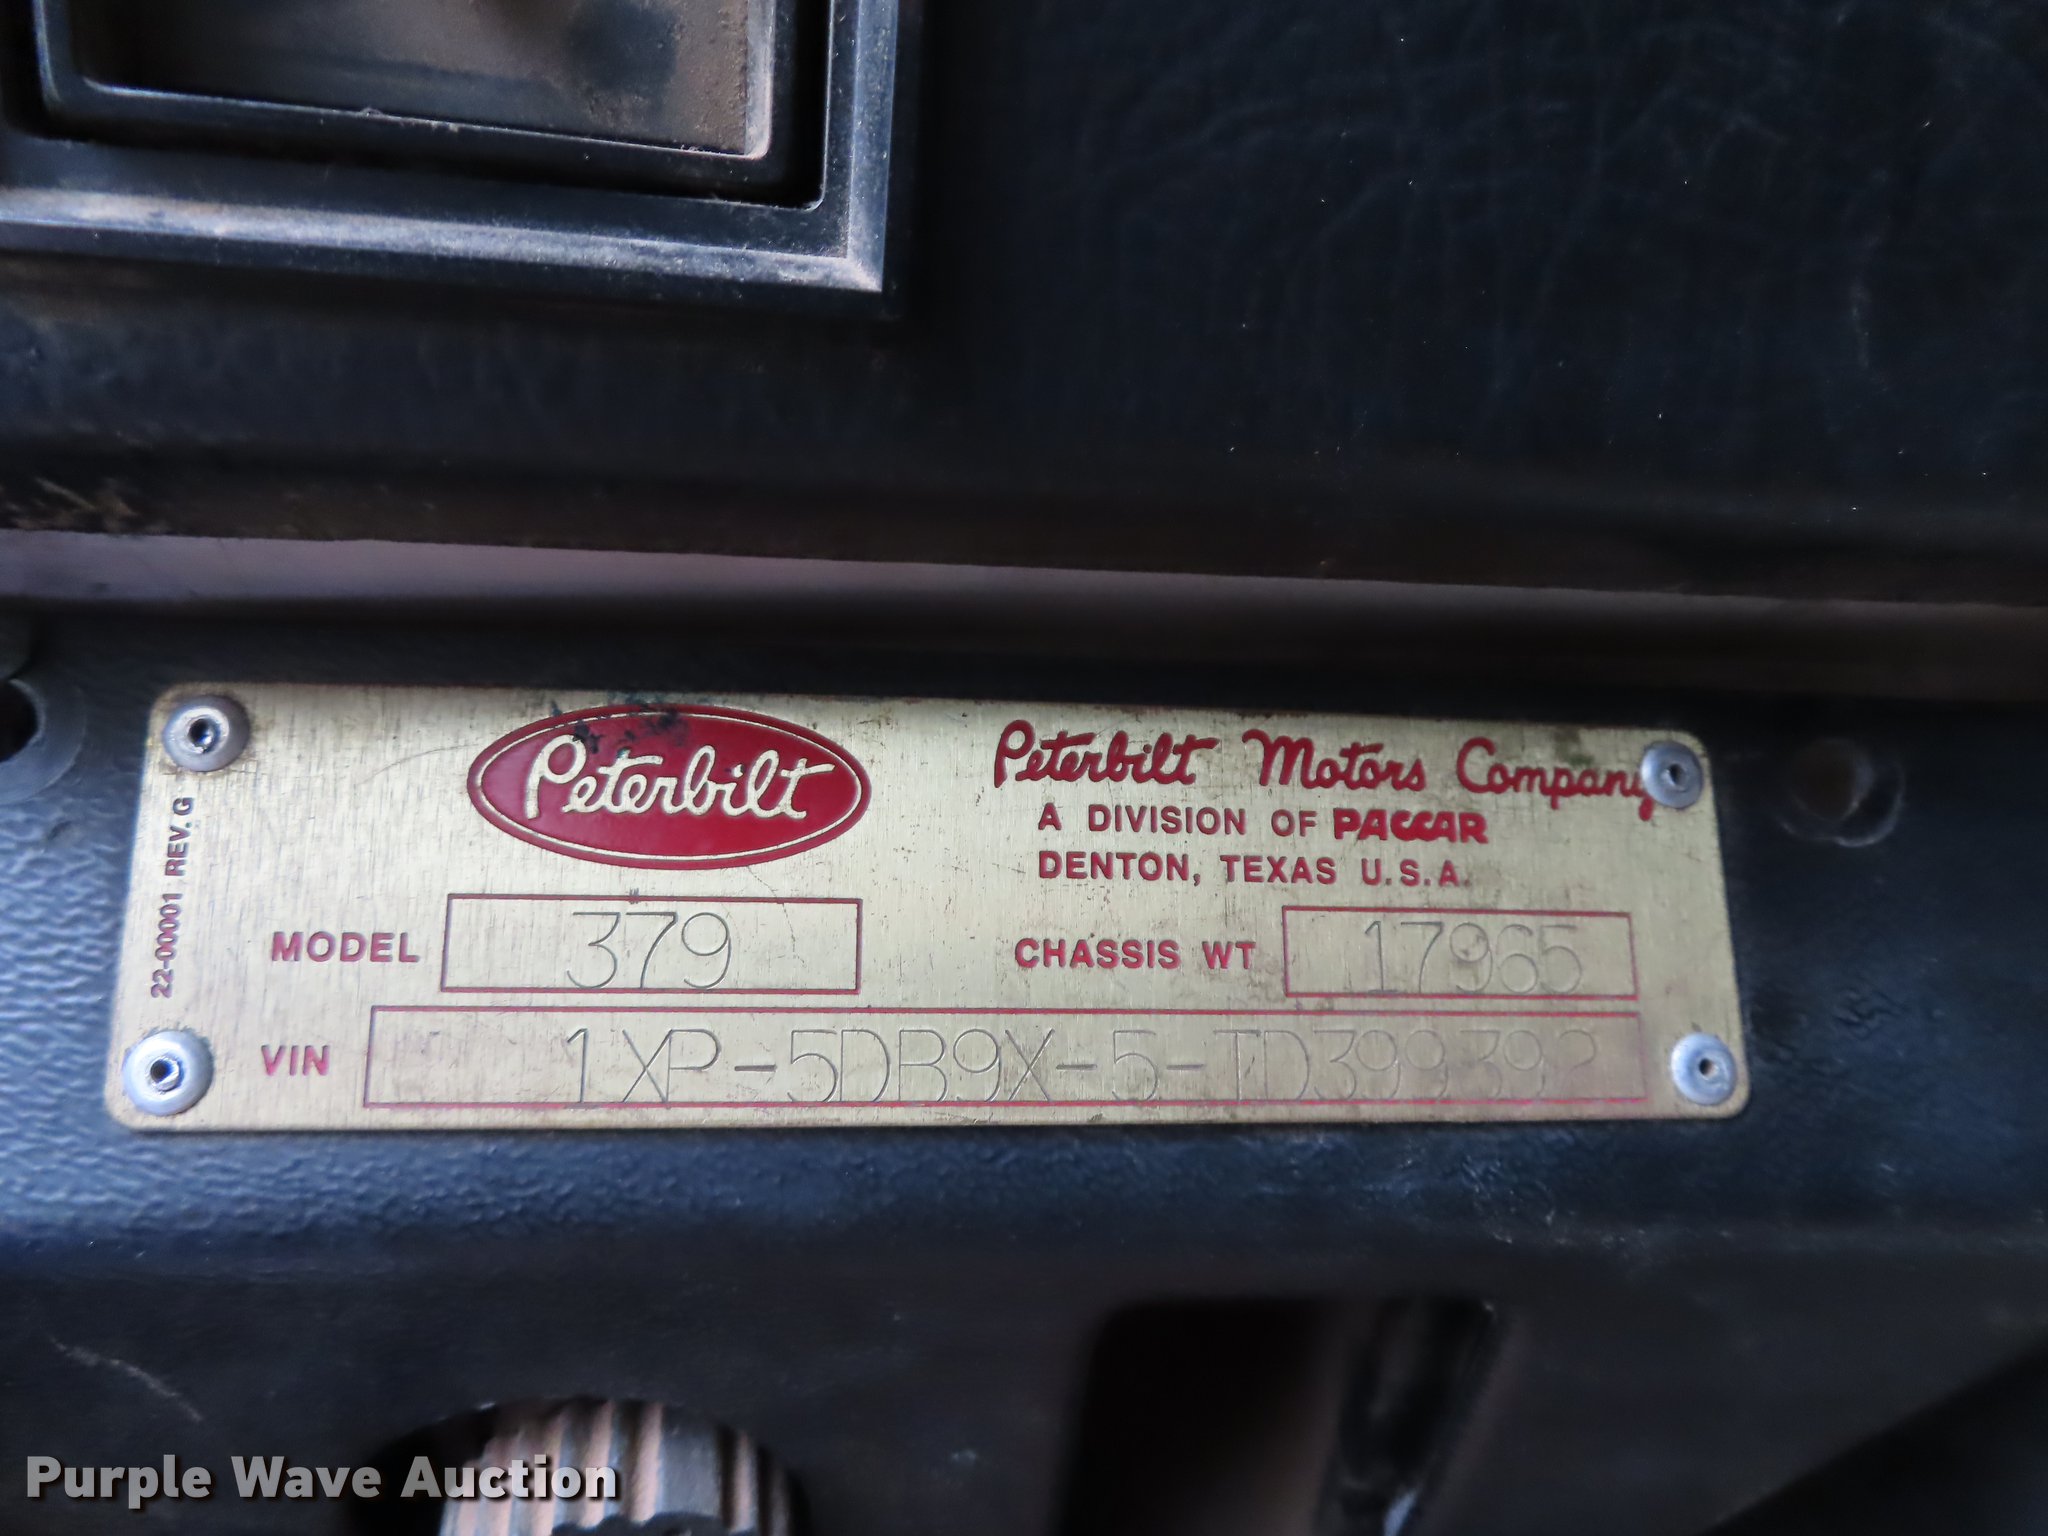 Peterbilt
Peterbilt Motors Company
A DIVISION OF PACCAR
DENTON, TEXAS U.S.A.
22-00001 REV. G
MODEL 379
CHASSIS WT 17965
VIN 1XP-5DB9X-5-TD399392
Purple Wave Auction